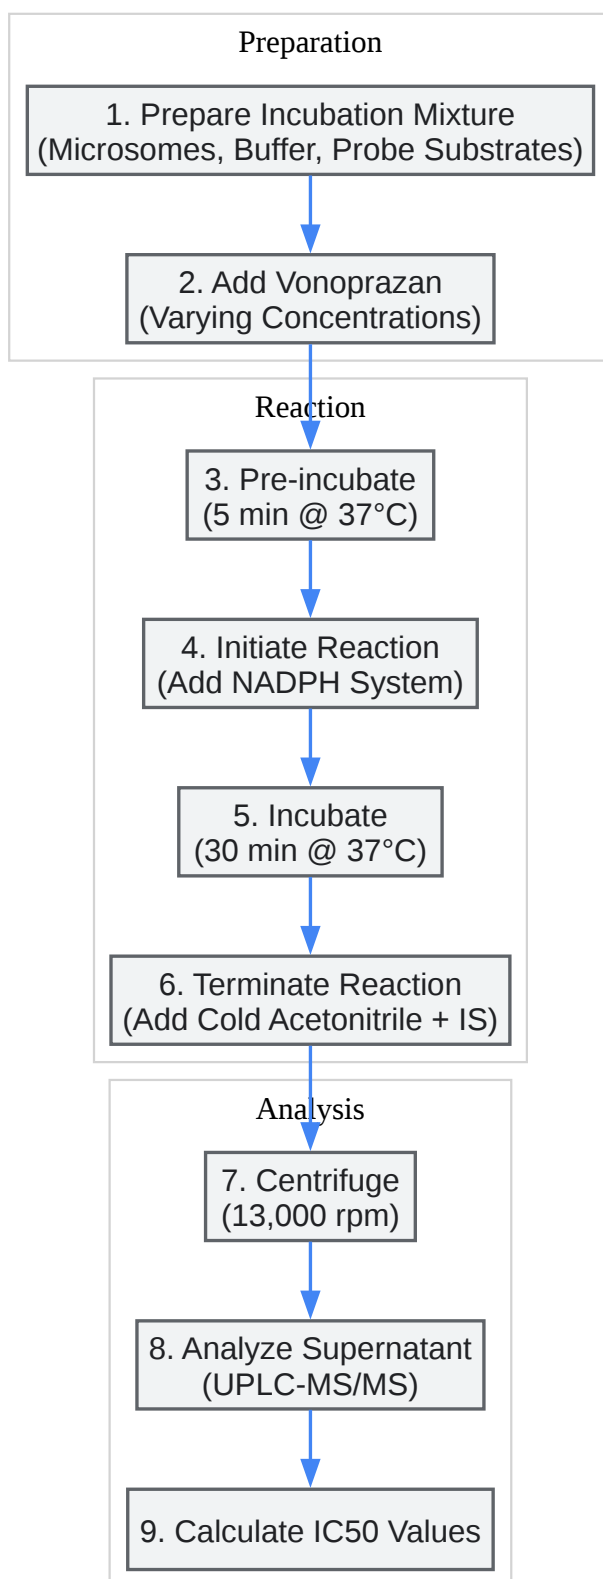 Preparation
1. Prepare Incubation Mixture
(Microsomes, Buffer, Probe Substrates)
2. Add Vonoprazan
(Varying Concentrations)
Reaction
3. Pre-incubate
(5 min @ 37°C)
4. Initiate Reaction
(Add NADPH System)
5. Incubate
(30 min @ 37°C)
6. Terminate Reaction
(Add Cold Acetonitrile + IS)
Analysis
7. Centrifuge
(13,000 rpm)
8. Analyze Supernatant
(UPLC-MS/MS)
9. Calculate IC50 Values